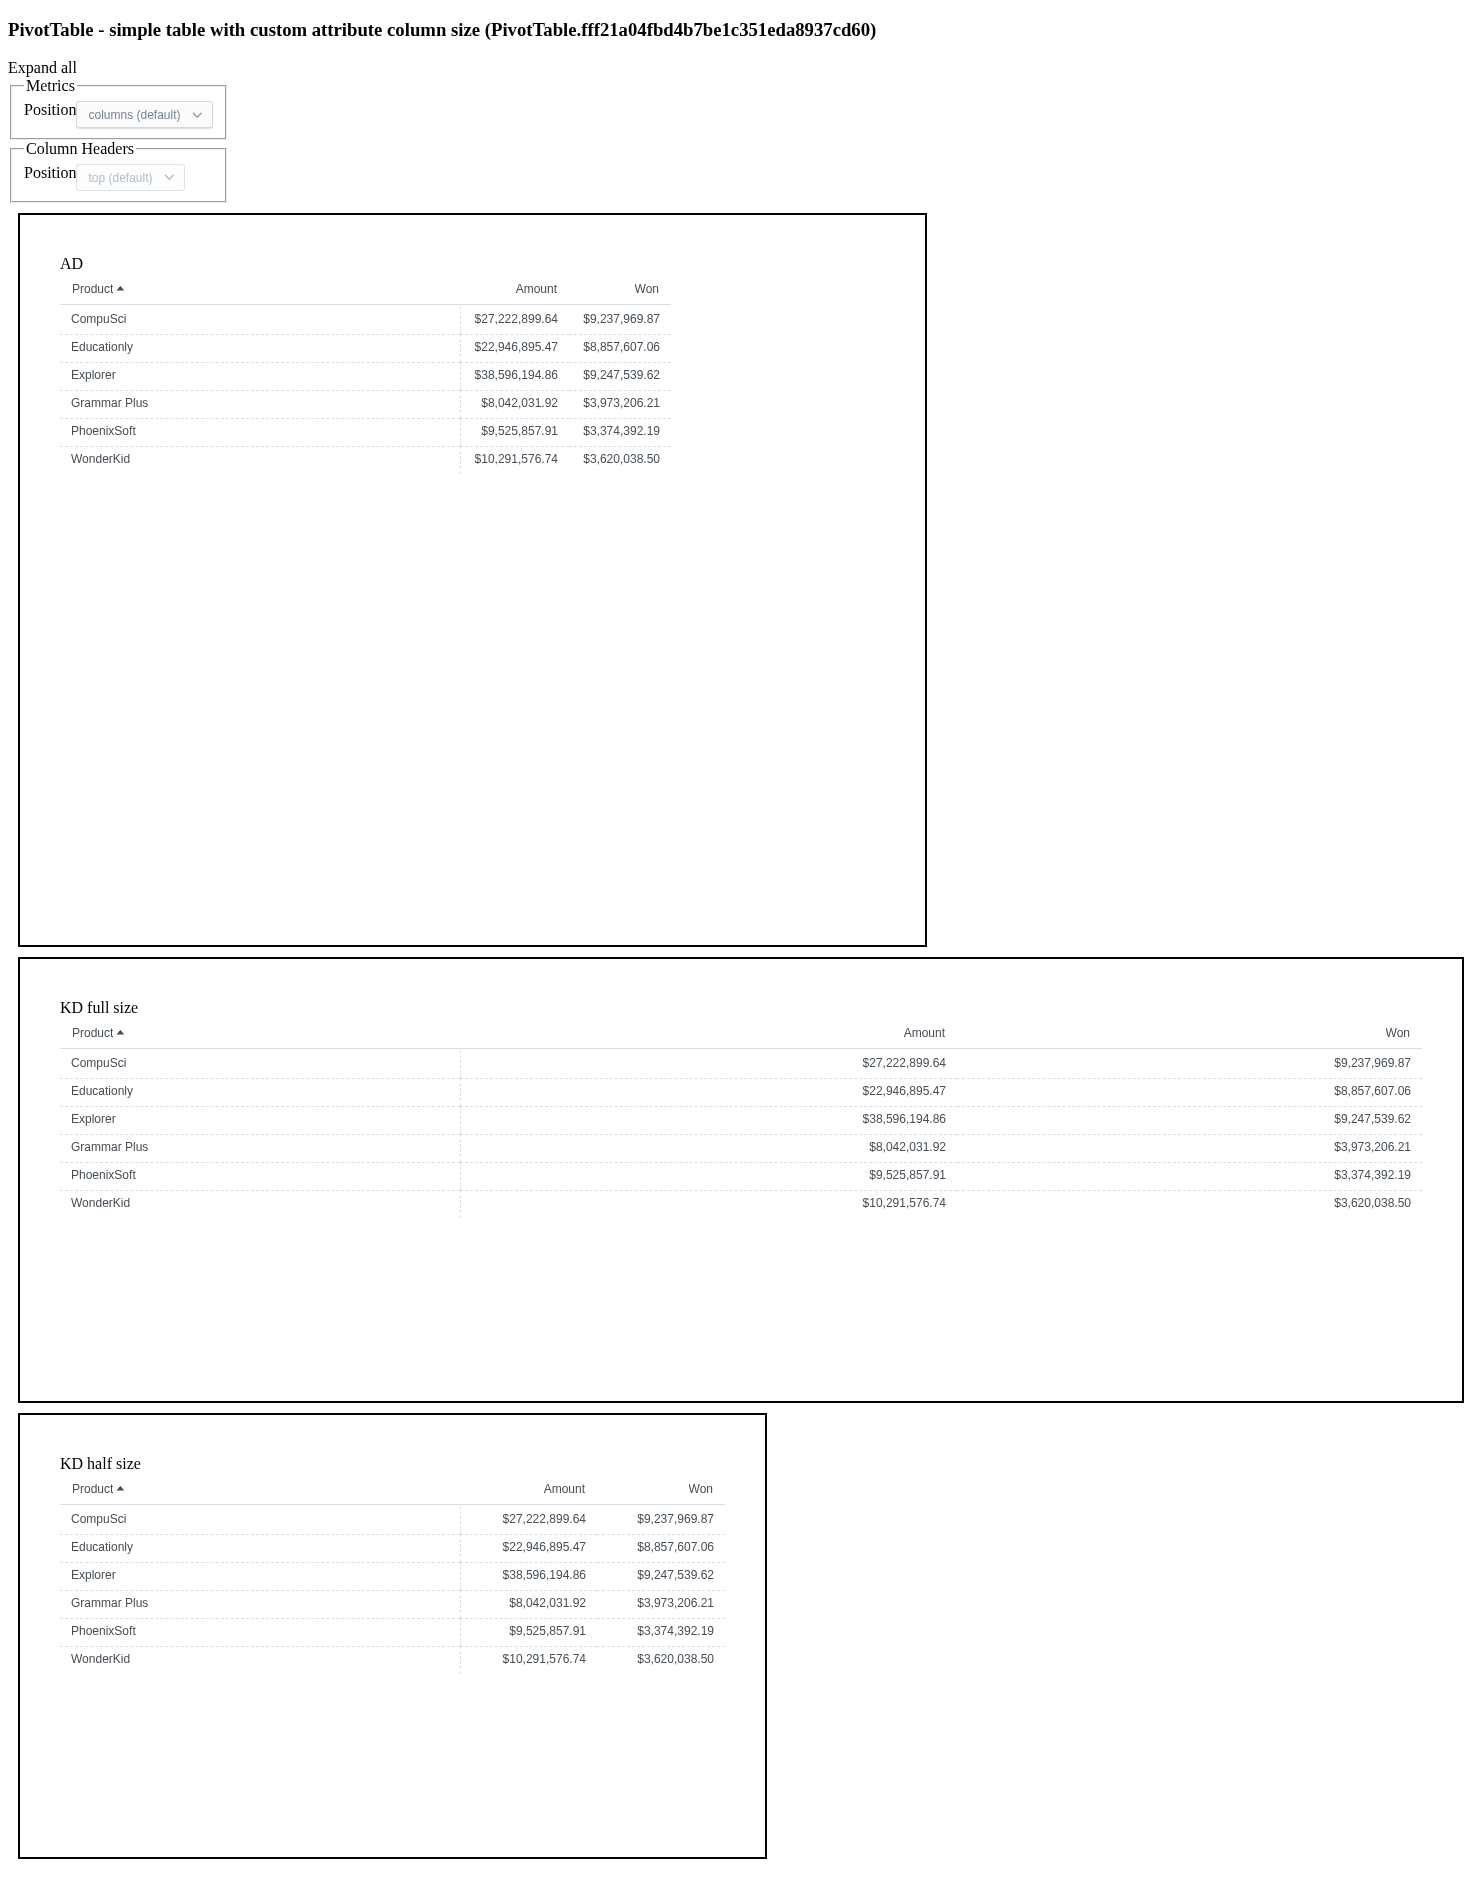 PivotTable - simple table with custom attribute column size (PivotTable.fff21a04fbd4b7be1c351eda8937cd60)
Expand all
Metrics
Position columns (default)
Column Headers
Position top (default)
AD
Product Amount Won
CompuSci $27,222,899.64 $9,237,969.87
Educationly $22,946,895.47 $8,857,607.06
Explorer $38,596,194.86 $9,247,539.62
Grammar Plus $8,042,031.92 $3,973,206.21
PhoenixSoft $9,525,857.91 $3,374,392.19
WonderKid $10,291,576.74 $3,620,038.50
KD full size
Product Amount Won
CompuSci $27,222,899.64 $9,237,969.87
Educationly $22,946,895.47 $8,857,607.06
Explorer $38,596,194.86 $9,247,539.62
Grammar Plus $8,042,031.92 $3,973,206.21
PhoenixSoft $9,525,857.91 $3,374,392.19
WonderKid $10,291,576.74 $3,620,038.50
KD half size
Product Amount Won
CompuSci $27,222,899.64 $9,237,969.87
Educationly $22,946,895.47 $8,857,607.06
Explorer $38,596,194.86 $9,247,539.62
Grammar Plus $8,042,031.92 $3,973,206.21
PhoenixSoft $9,525,857.91 $3,374,392.19
WonderKid $10,291,576.74 $3,620,038.50